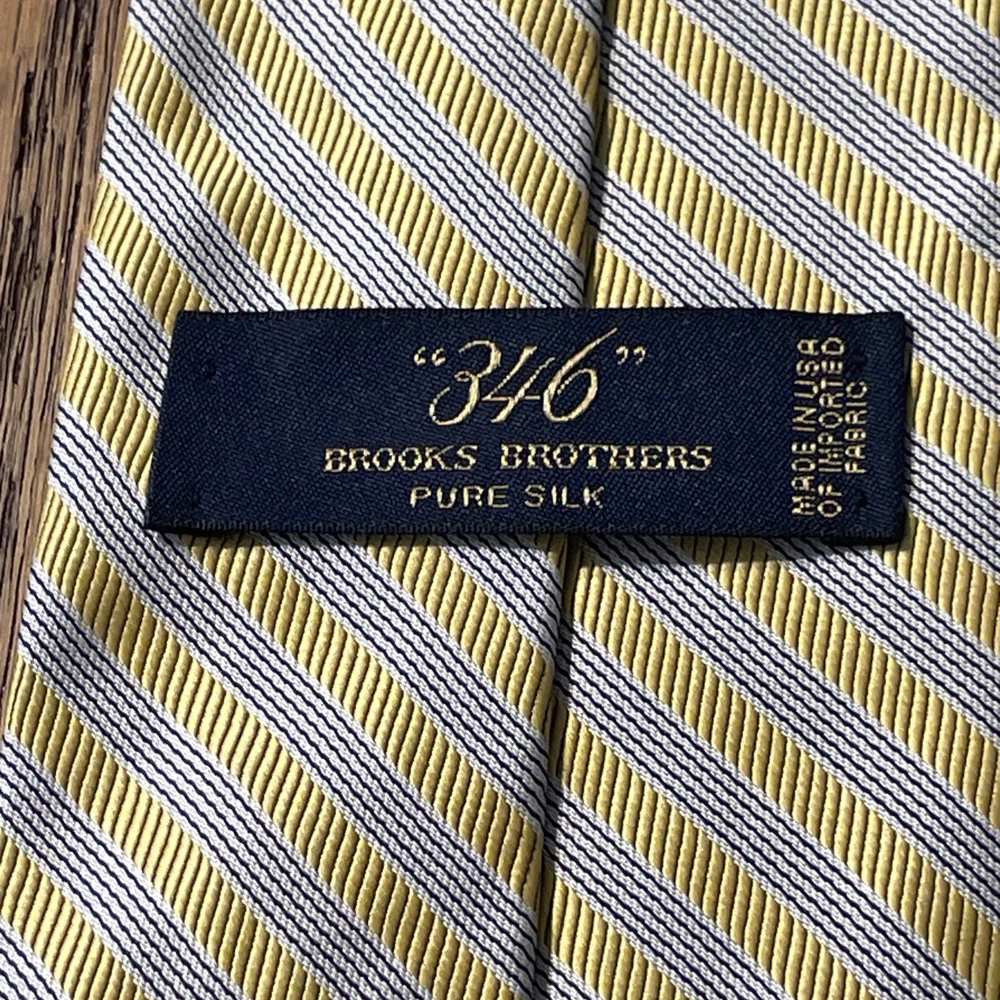 “346”
BROOKS BROTHERS
PURE SILK
MADE IN USA
OF IMPORTED
FABRIC